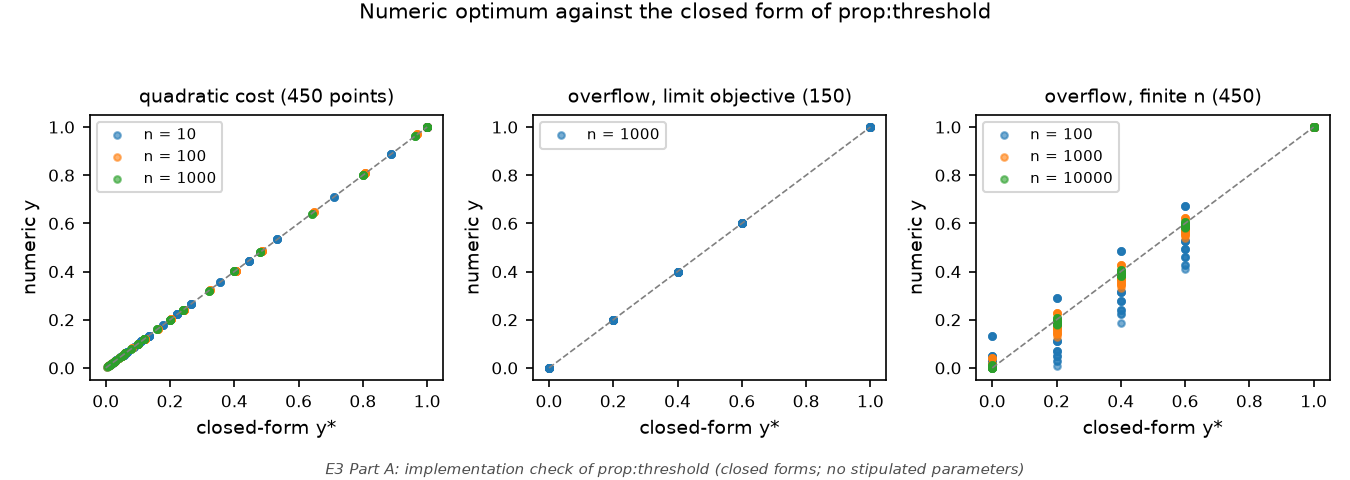 Numeric optimum against the closed form of prop:threshold
quadratic cost (450 points)
n = 10
n = 100
n = 1000
1.0
0.8
0.6
0.4
0.2
0.0
numeric y
0.0 0.2 0.4 0.6 0.8 1.0
closed-form y*
overflow, limit objective (150)
n = 1000
1.0
0.8
0.6
0.4
0.2
0.0
numeric y
0.0 0.2 0.4 0.6 0.8 1.0
closed-form y*
overflow, finite n (450)
n = 100
n = 1000
n = 10000
1.0
0.8
0.6
0.4
0.2
0.0
numeric y
0.0 0.2 0.4 0.6 0.8 1.0
closed-form y*
E3 Part A: implementation check of prop:threshold (closed forms; no stipulated parameters)